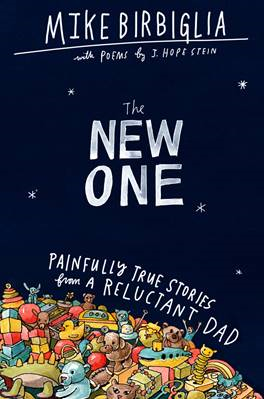 MIKE BIRBIGLIA
with POEMS by J. HOPE STEIN
The
NEW
ONE
PAINFULLY TRUE STORIES
from A RELUCTANT DAD